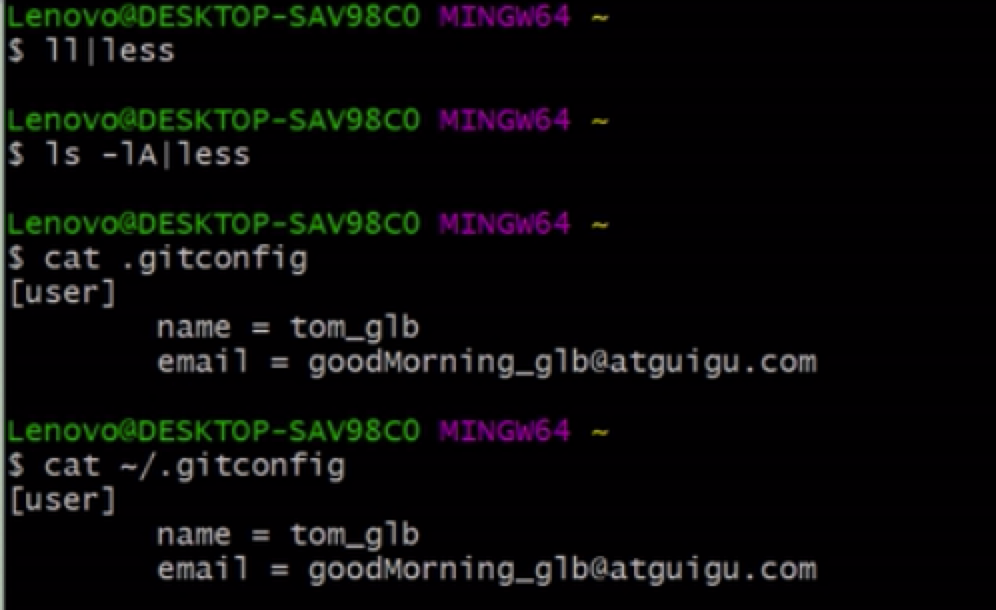 Lenovo@DESKTOP-SAV98C0 MINGW64 ~
$ ll|less
Lenovo@DESKTOP-SAV98C0 MINGW64 ~
$ ls -lA|less
Lenovo@DESKTOP-SAV98C0 MINGW64 ~
$ cat .gitconfig
[user]
        name = tom_glb
        email = goodMorning_glb@atguigu.com
Lenovo@DESKTOP-SAV98C0 MINGW64 ~
$ cat ~/.gitconfig
[user]
        name = tom_glb
        email = goodMorning_glb@atguigu.com